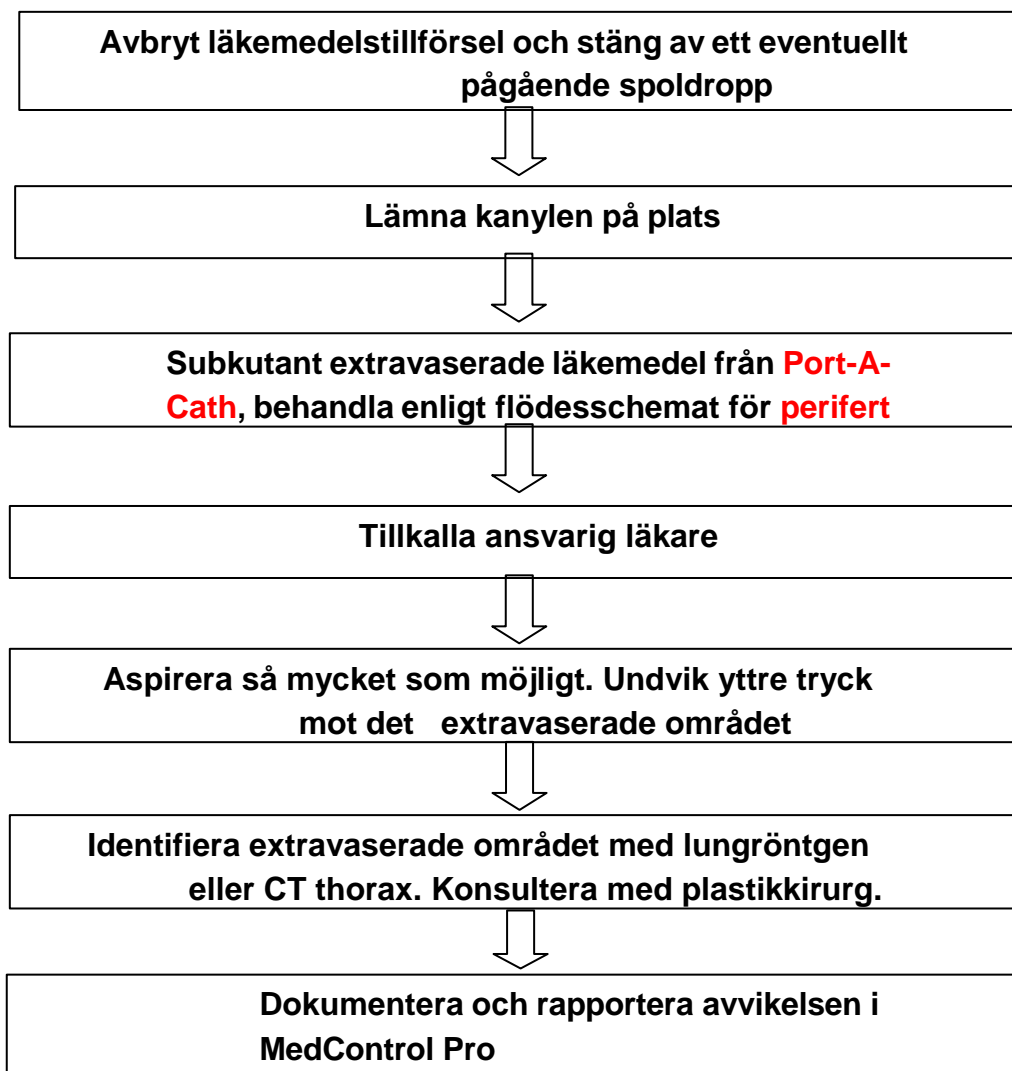 Avbryt läkemedelstillförsel och stäng av ett eventuellt
pågående spoldropp
Lämna kanylen på plats
Subkutant extravaserade läkemedel från Port-A-
Cath, behandla enligt flödesschemat för perifert
Tillkalla ansvarig läkare
Aspirera så mycket som möjligt. Undvik yttre tryck
mot det extravaserade området
Identifiera extravaserade området med lungröntgen
eller CT thorax. Konsultera med plastikkirurg.
Dokumentera och rapportera avvikelsen i
MedControl Pro